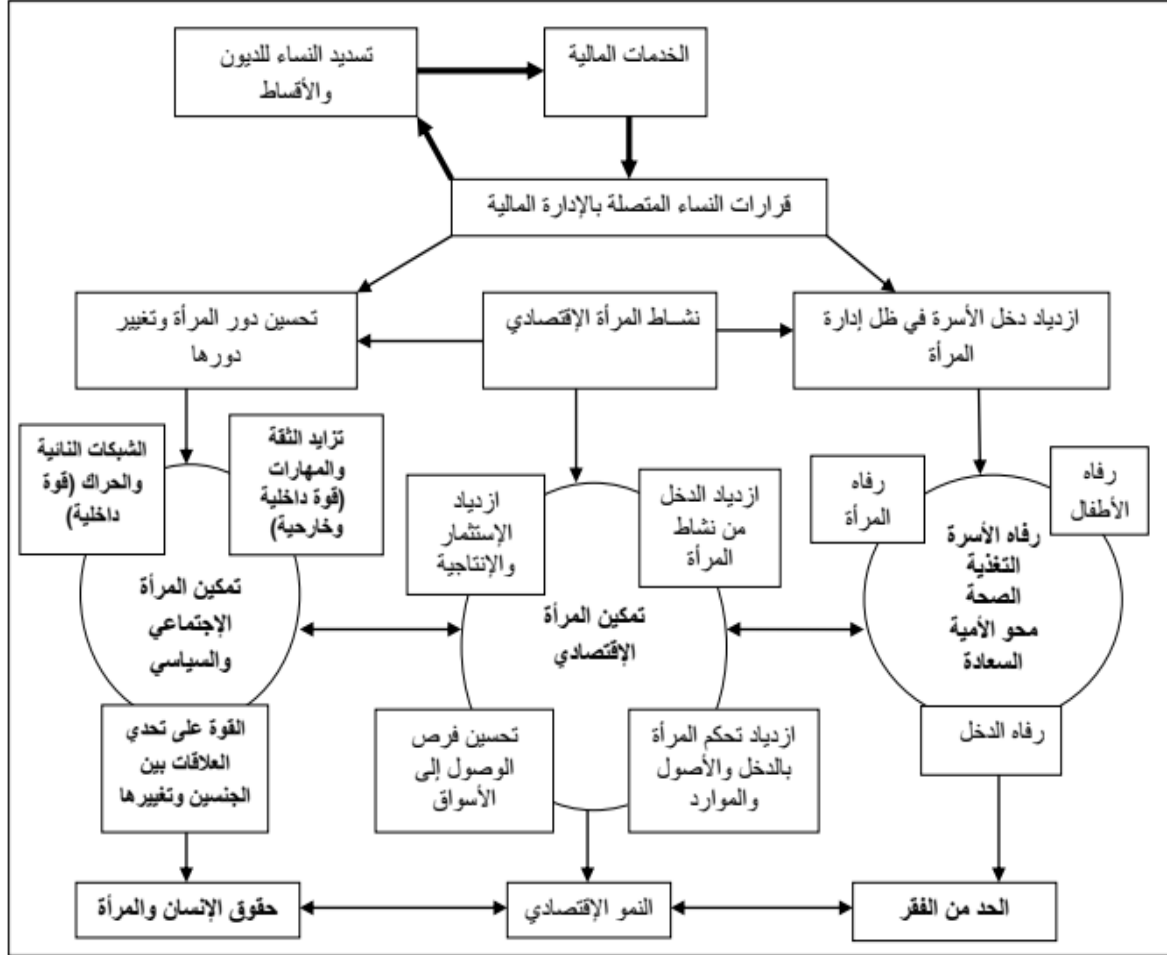 الخدمات المالية
تسديد النساء للديون
والأقساط
قرارات النساء المتصلة بالإدارة المالية
ازدياد دخل الأسرة في ظل إدارة
المرأة
نشــاط المرأة الإقتصادي
تحسين دور المرأة وتغيير
دورها
رفاه
الأطفال
رفاه
المرأة
رفاه الأسرة
التغذية
الصحة
محو الأمية
السعادة
رفاه الدخل
ازدياد الدخل
من نشاط
المرأة
ازدياد
الإستثمار
والإنتاجية
تمكين المرأة
الإقتصادي
ازدياد تحكم المرأة
بالدخل والأصول
والموارد
تحسين فرص
الوصول إلى
الأسواق
تزايد الثقة
والمهارات
(قوة داخلية
وخارحية)
الشبكات النائية
والحراك (قوة
داخلية)
تمكين المرأة
الإجتماعي
والسياسي
القوة على تحدي
العلاقات بين
الجنسين وتغييرها
الحد من الفقر
النمو الإقتصادي
حقوق الإنسان والمرأة